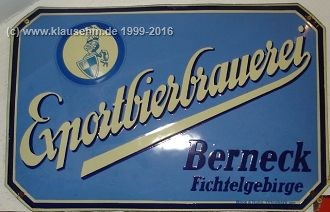 © www.klausehm.de 1999-2016
Exportbierbrauerei
Berneck
Fichtelgebirge